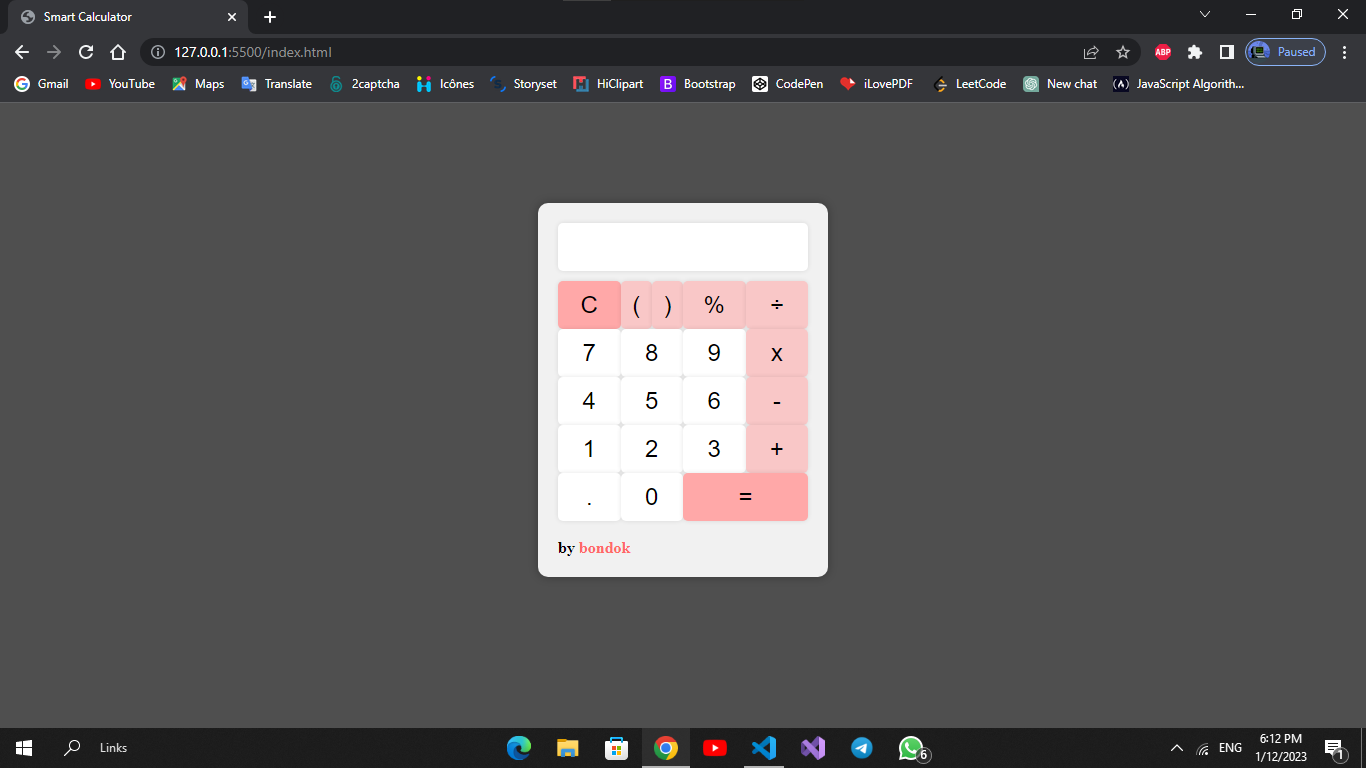 Smart Calculator
127.0.0.1:5500/index.html
ABP
Paused
Gmail YouTube Maps Translate 2captcha Icônes Storyset HiClipart Bootstrap CodePen iLovePDF LeetCode New chat JavaScript Algorith...
C ( ) % ÷
7 8 9 x
4 5 6 -
1 2 3 +
. 0 =
by bondok
Links
6
ENG
6:12 PM
1/12/2023
1